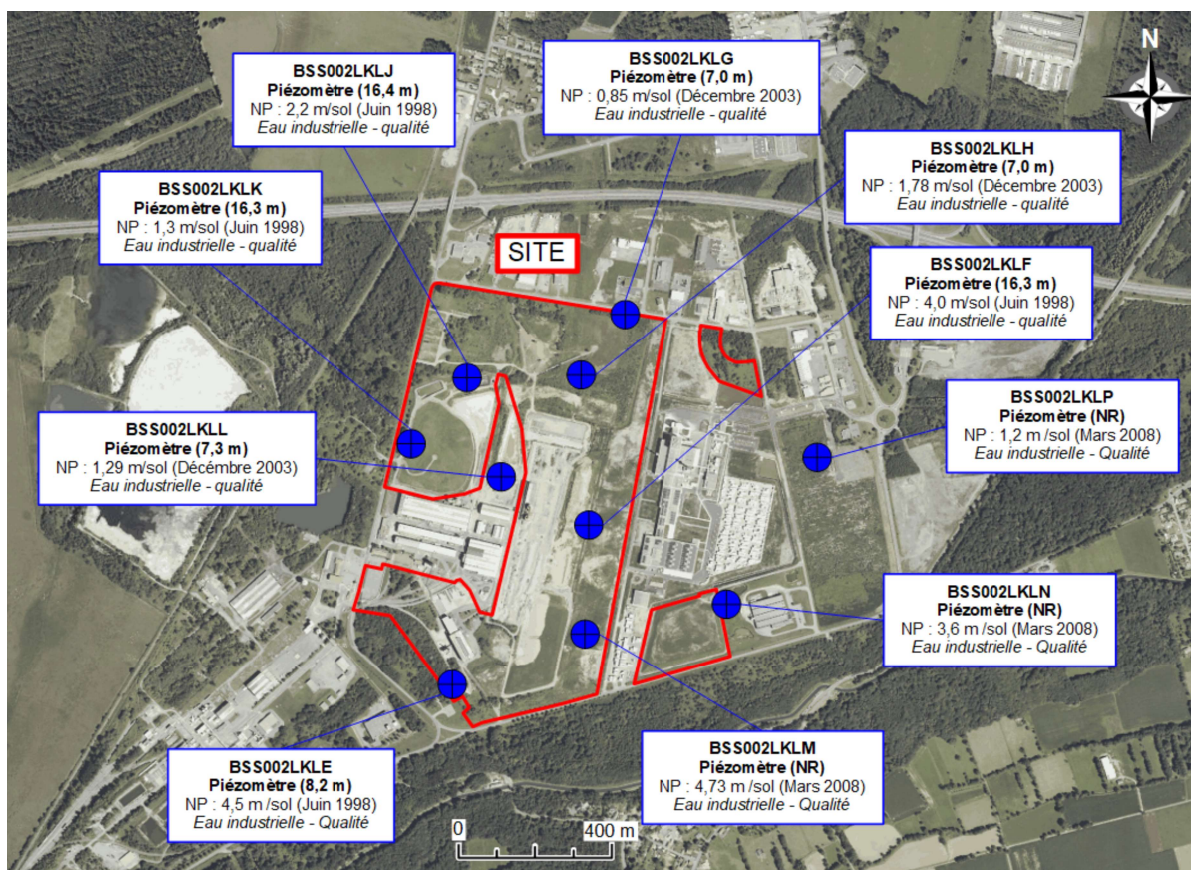 BSS002LKLJ
Piézomètre (16,4 m)
NP : 2,2 m/sol (Juin 1998)
Eau industrielle - qualité
BSS002LKLG
Piézomètre (7,0 m)
NP : 0,85 m/sol (Décembre 2003)
Eau industrielle - qualité
N
BSS002LKLH
Piézomètre (7,0 m)
NP : 1,78 m/sol (Décembre 2003)
Eau industrielle - qualité
BSS002LKLK
Piézomètre (16,3 m)
NP : 1,3 m/sol (Juin 1998)
Eau industrielle - qualité
SITE
BSS002LKLF
Piézomètre (16,3 m)
NP : 4,0 m/sol (Juin 1998)
Eau industrielle - qualité
BSS002LKLP
Piézomètre (NR)
NP : 1,2 m /sol (Mars 2008)
Eau industrielle - Qualité
BSS002LKLL
Piézomètre (7,3 m)
NP : 1,29 m/sol (Décémbre 2003)
Eau industrielle - qualité
BSS002LKLN
Piézomètre (NR)
NP : 3,6 m /sol (Mars 2008)
Eau industrielle - Qualité
BSS002LKLE
Piézomètre (8,2 m)
NP : 4,5 m /sol (Juin 1998)
Eau industrielle - Qualité
BSS002LKLM
Piézomètre (NR)
NP : 4,73 m /sol (Mars 2008)
Eau industrielle - Qualité
0 400 m